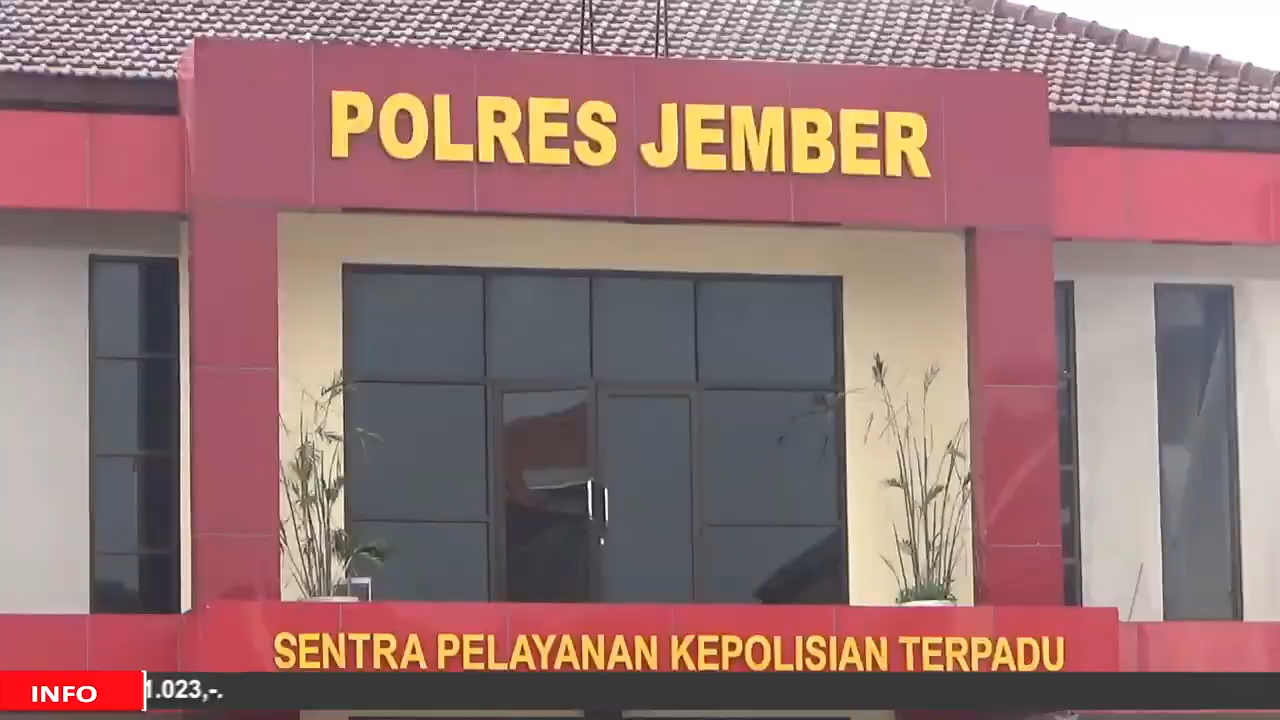 POLRES JEMBER
SENTRA PELAYANAN KEPOLISIAN TERPADU
INFO 1.023,-.